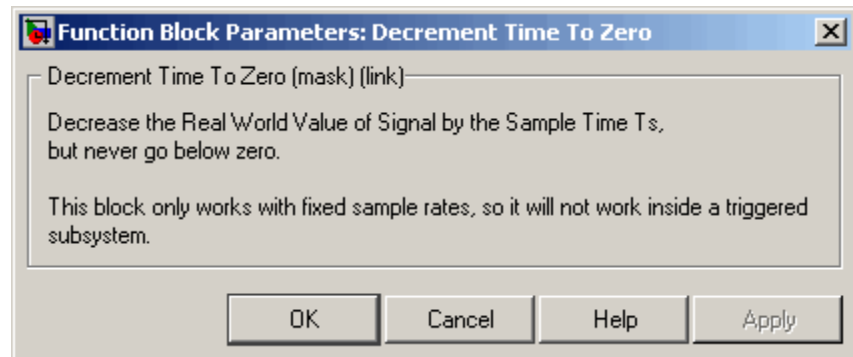 Function Block Parameters: Decrement Time To Zero
Decrement Time To Zero (mask) (link)
Decrease the Real World Value of Signal by the Sample Time Ts,
but never go below zero.
This block only works with fixed sample rates, so it will not work inside a triggered
subsystem.
OK Cancel Help Apply